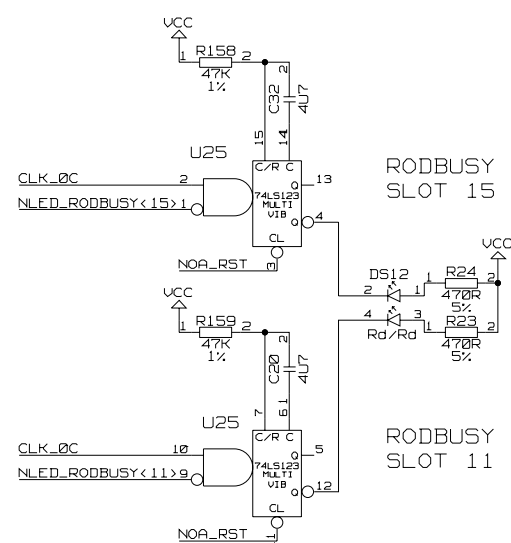 VCC
1 R158 2
47K
1%
C32
2
4U7
15
14
U25
C/R C
CLK_0C 2
NLED_RODBUSY<15> 1
Q 13
74LS123
MULTI
VIB
Q 4
CL
3
NOA_RST
RODBUSY
SLOT 15
VCC
DS12
2 1
1 R24 2
470R
5%
4 3
Rd/Rd
1 R23 2
470R
5%
VCC
1 R159 2
47K
1%
C20
2
4U7
1
7
6
U25
C/R C
CLK_0C 10
NLED_RODBUSY<11> 9
Q 5
74LS123
MULTI
VIB
Q 12
CL
1
NOA_RST
RODBUSY
SLOT 11